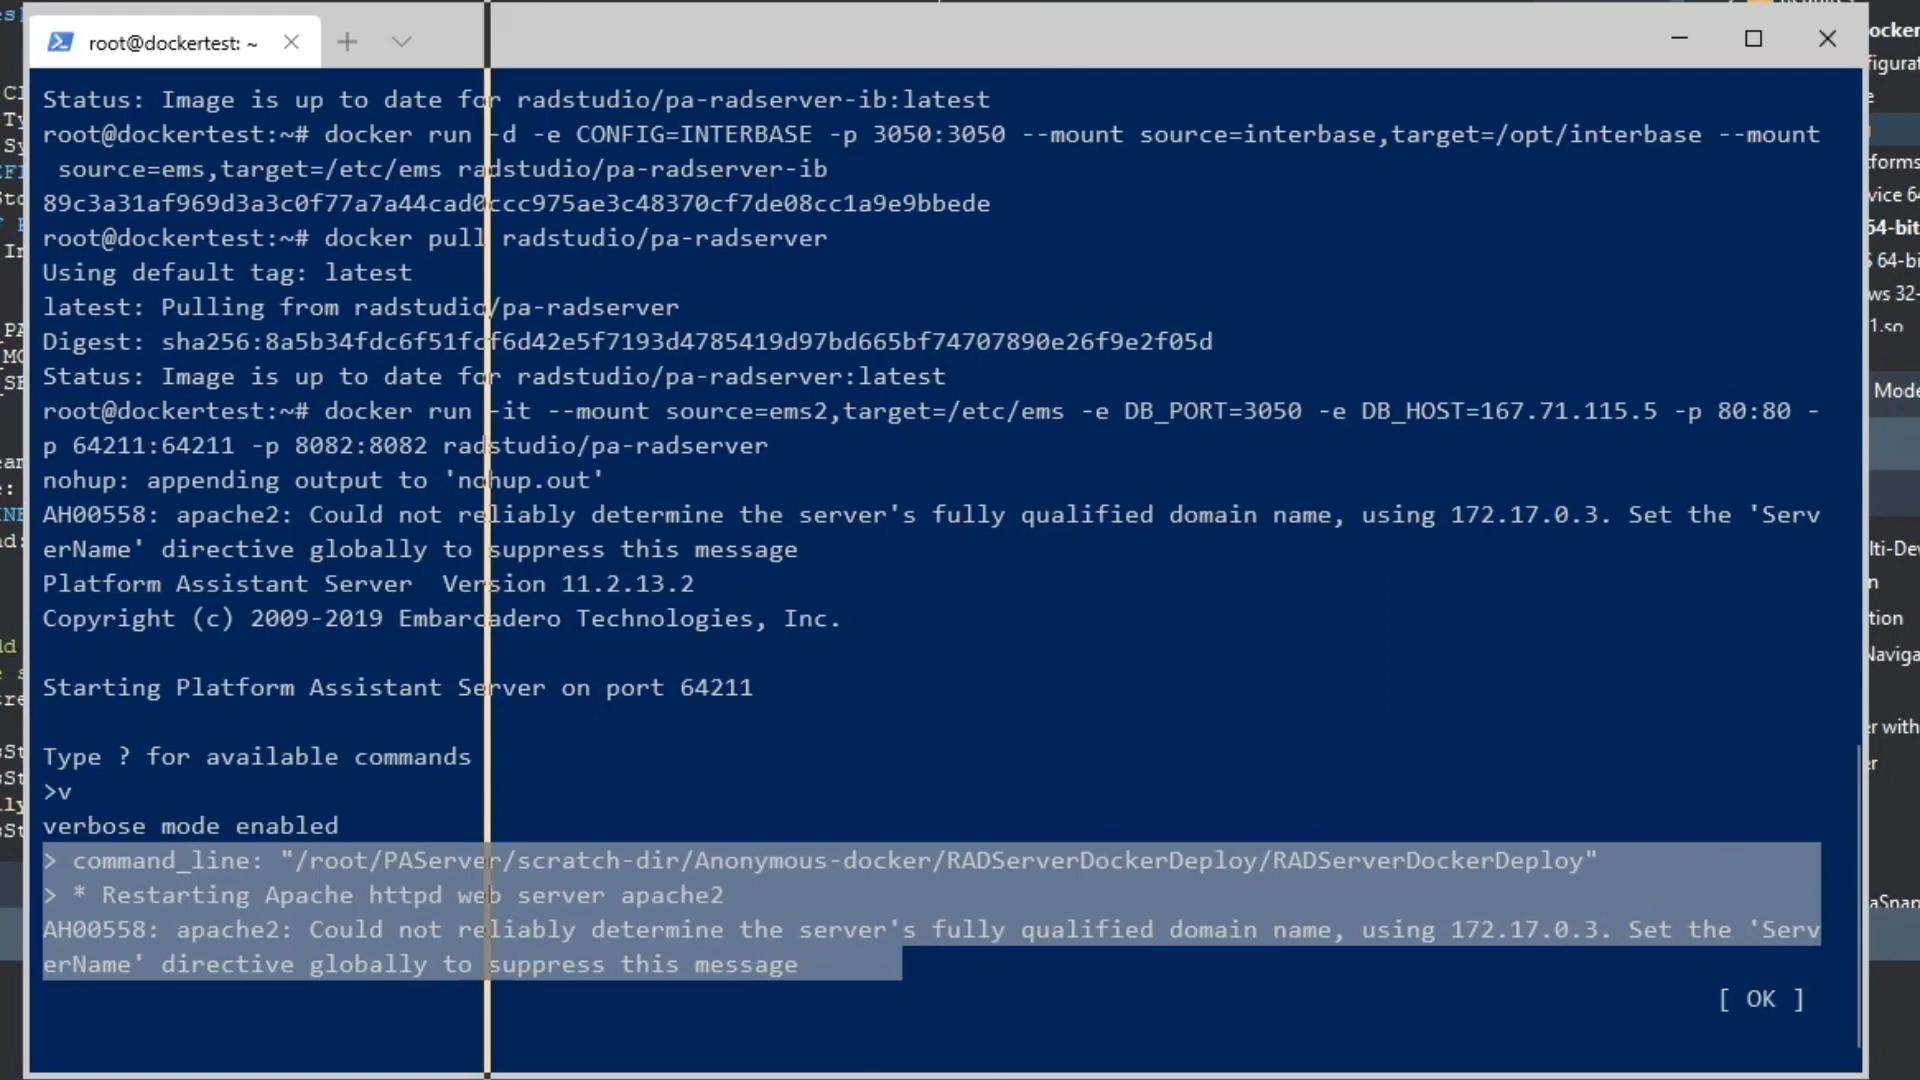 root@dockertest: ~
Status: Image is up to date for radstudio/pa-radserver-ib:latest
root@dockertest:~# docker run -d -e CONFIG=INTERBASE -p 3050:3050 --mount source=interbase,target=/opt/interbase --mount
source=ems,target=/etc/ems radstudio/pa-radserver-ib
89c3a31af969d3a3c0f77a7a44cad0ccc975ae3c48370cf7de08cc1a9e9bbede
root@dockertest:~# docker pull radstudio/pa-radserver
Using default tag: latest
latest: Pulling from radstudio/pa-radserver
Digest: sha256:8a5b34fdc6f51fcf6d42e5f7193d4785419d97bd665bf74707890e26f9e2f05d
Status: Image is up to date for radstudio/pa-radserver:latest
root@dockertest:~# docker run -it --mount source=ems2,target=/etc/ems -e DB_PORT=3050 -e DB_HOST=167.71.115.5 -p 80:80 -
p 64211:64211 -p 8082:8082 radstudio/pa-radserver
nohup: appending output to 'nohup.out'
AH00558: apache2: Could not reliably determine the server's fully qualified domain name, using 172.17.0.3. Set the 'Serv
erName' directive globally to suppress this message
Platform Assistant Server  Version 11.2.13.2
Copyright (c) 2009-2019 Embarcadero Technologies, Inc.
Starting Platform Assistant Server on port 64211
Type ? for available commands
>v
verbose mode enabled
> command_line: "/root/PAServer/scratch-dir/Anonymous-docker/RADServerDockerDeploy/RADServerDockerDeploy"
> * Restarting Apache httpd web server apache2
AH00558: apache2: Could not reliably determine the server's fully qualified domain name, using 172.17.0.3. Set the 'Serv
erName' directive globally to suppress this message
[ OK ]